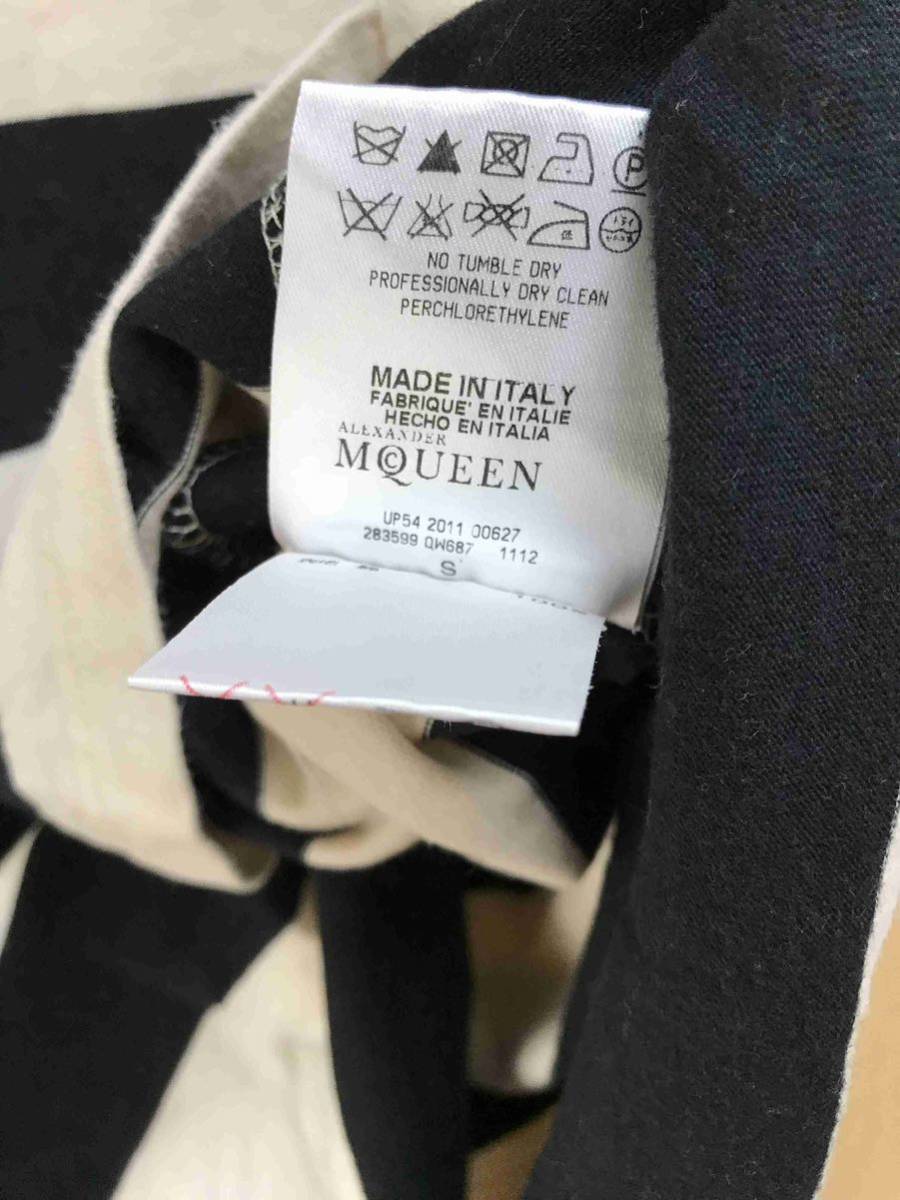 P
低
NO TUMBLE DRY
PROFESSIONALLY DRY CLEAN
PERCHLORETHYLENE
MADE IN ITALY
FABRIQUE' EN ITALIE
HECHO EN ITALIA
ALEXANDER
MCQUEEN
UP54 2011 00627
283599 QW687 1112
S